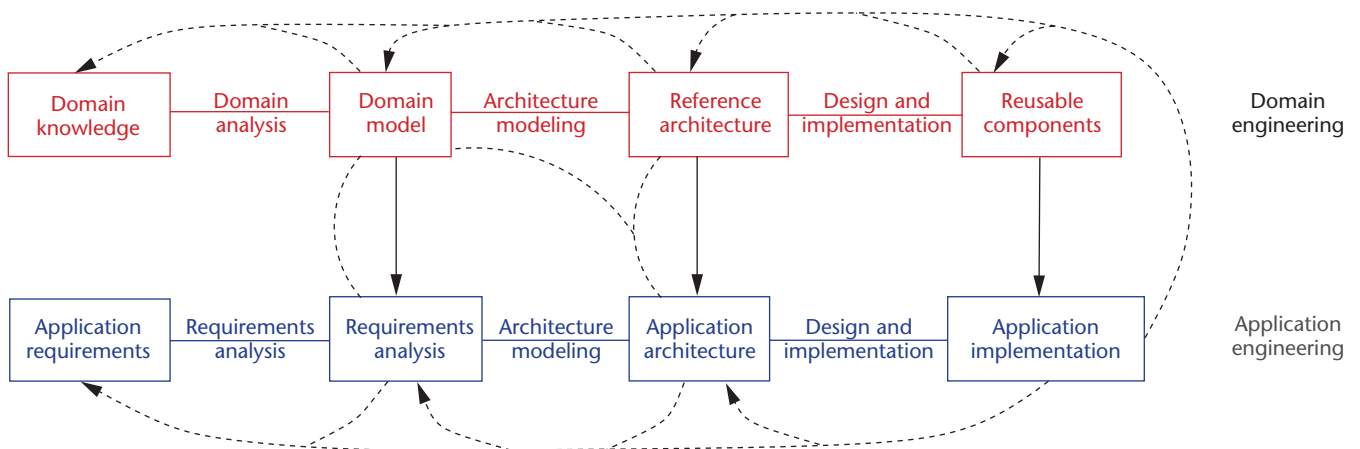 Domain
knowledge
Domain
analysis
Domain
model
Architecture
modeling
Reference
architecture
Design and
implementation
Reusable
components
Domain
engineering
Application
requirements
Requirements
analysis
Requirements
analysis
Architecture
modeling
Application
architecture
Design and
implementation
Application
implementation
Application
engineering